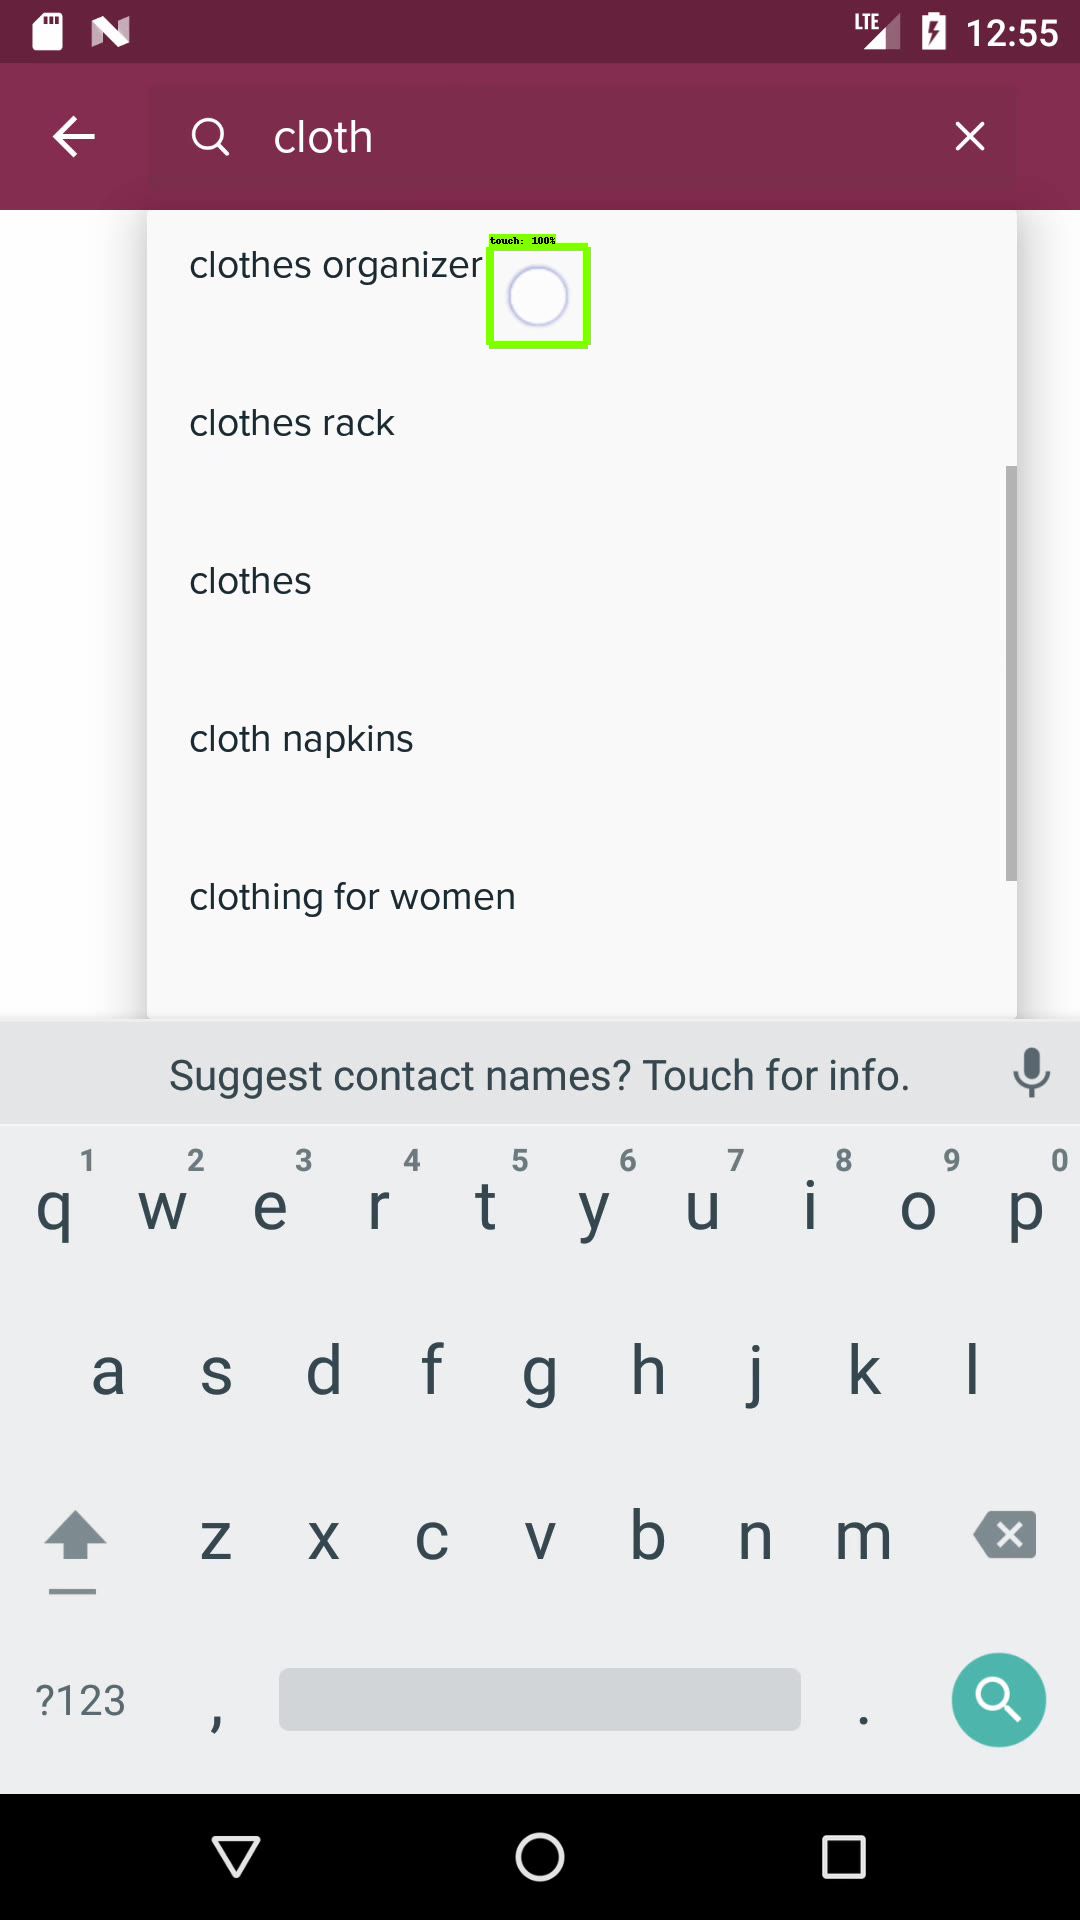 LTE 12:55
cloth
touch: 100%
clothes organizer
clothes rack
clothes
cloth napkins
clothing for women
Suggest contact names? Touch for info.
1 2 3 4 5 6 7 8 9 0
q w e r t y u i o p
a s d f g h j k l
z x c v b n m
?123 , .